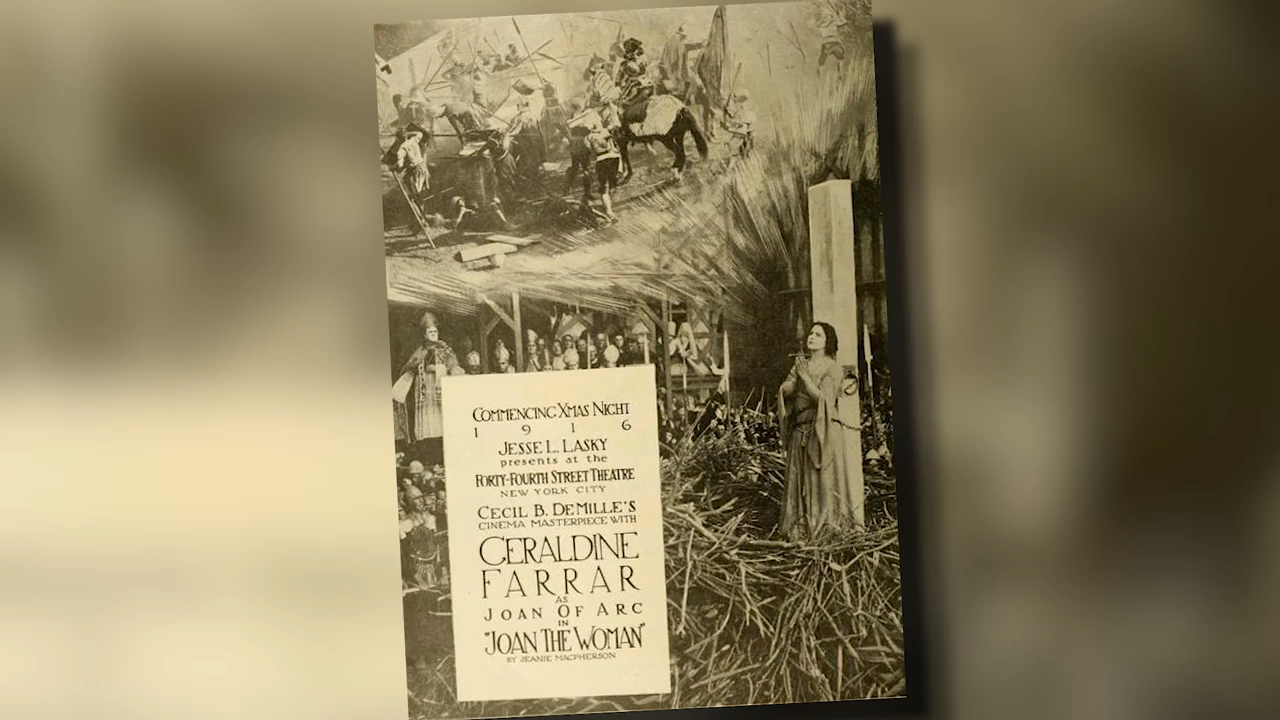 COMMENCING XMAS NIGHT
1 9 1 6
JESSE L. LASKY
presents at the
FORTY-FOURTH STREET THEATRE
NEW YORK CITY
CECIL B. DEMILLE'S
CINEMA MASTERPIECE WITH
GERALDINE
FARRAR
AS
JOAN OF ARC
IN
"JOAN THE WOMAN"
BY JEANIE MACPHERSON